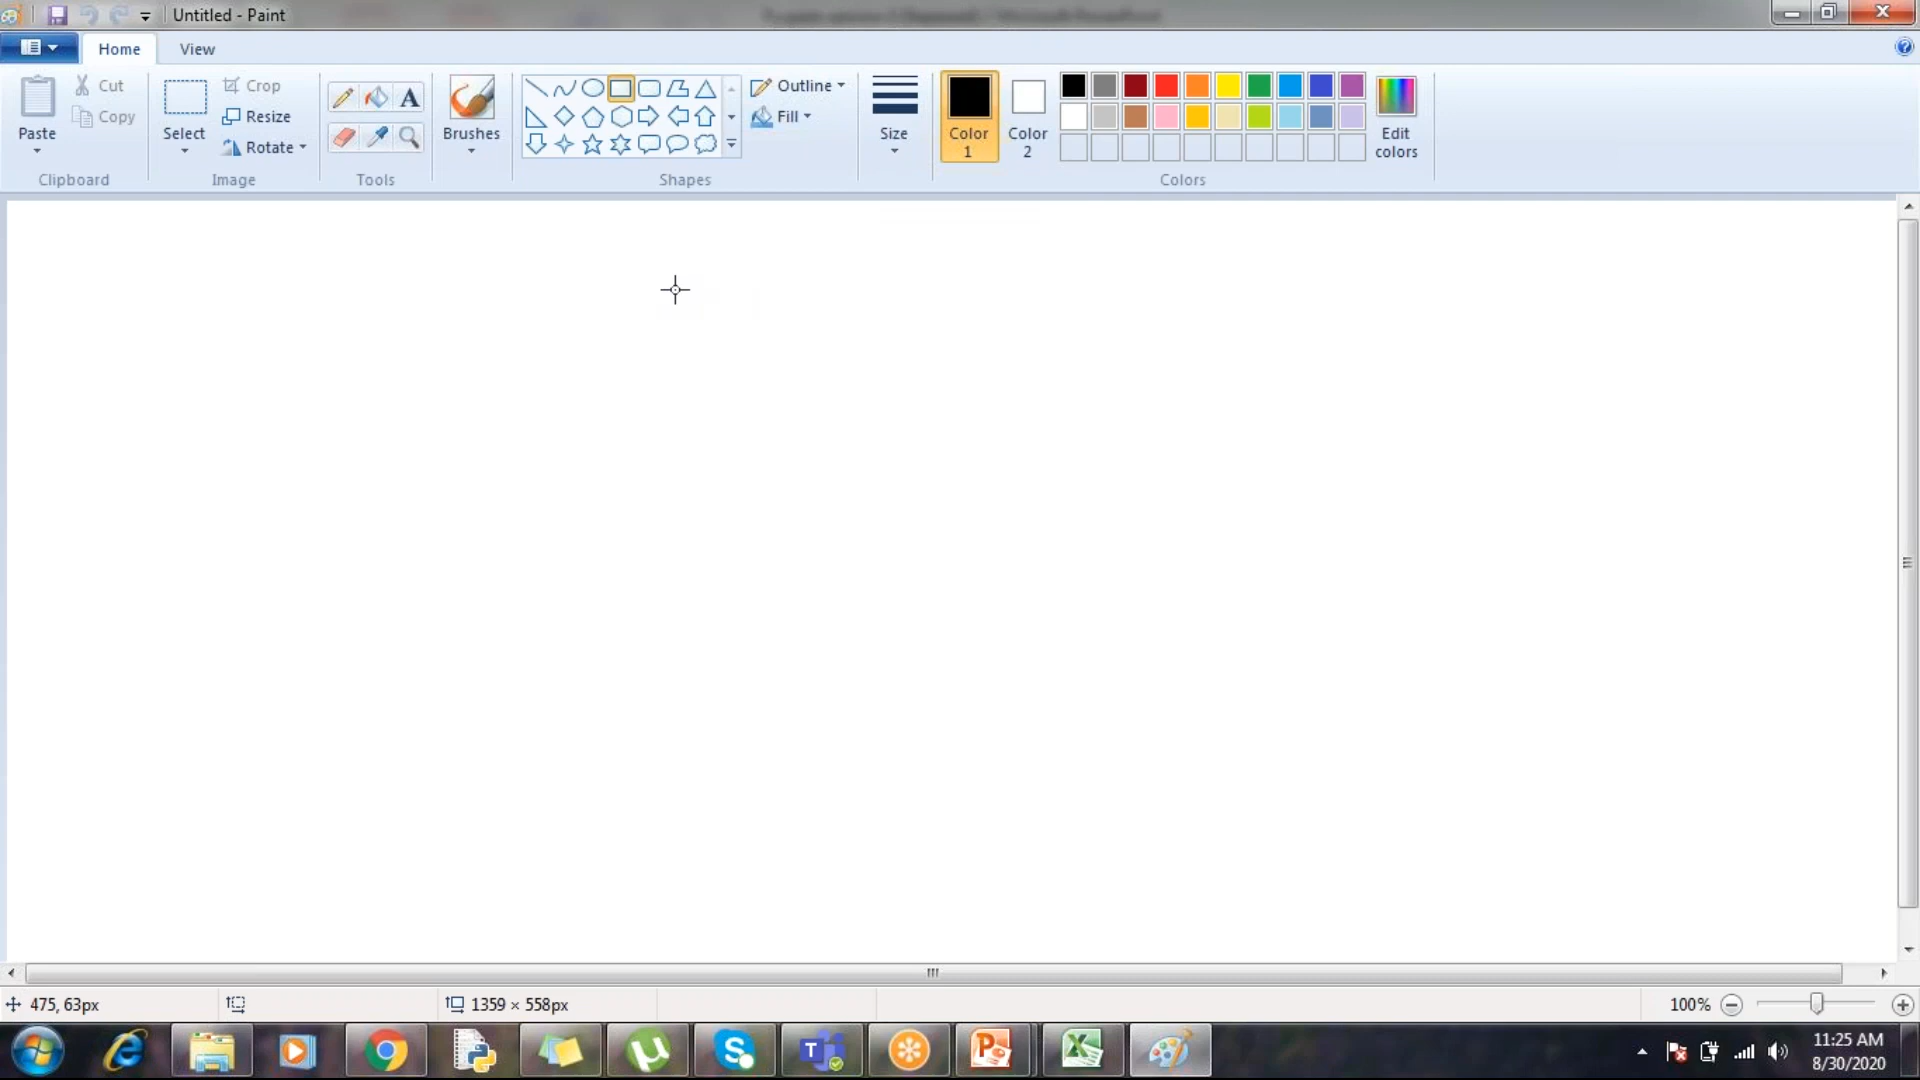 Untitled - Paint
Home View
Paste Cut Copy
Clipboard
Select Crop Resize Rotate
Image
A
Tools
Brushes
Shapes
Outline Fill
Size
Color 1
Color 2
Edit colors
Colors
475, 63px
1359 × 558px
100%
11:25 AM
8/30/2020